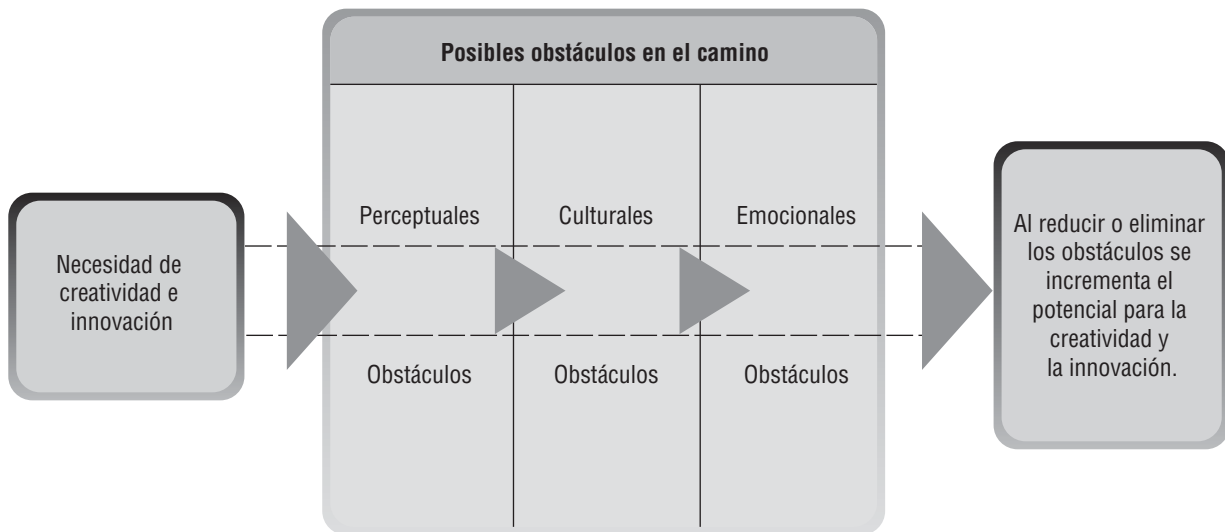 Posibles obstáculos en el camino
Necesidad de
creatividad e
innovación
Perceptuales
Culturales
Emocionales
Obstáculos
Obstáculos
Obstáculos
Al reducir o eliminar
los obstáculos se
incrementa el
potencial para la
creatividad y
la innovación.